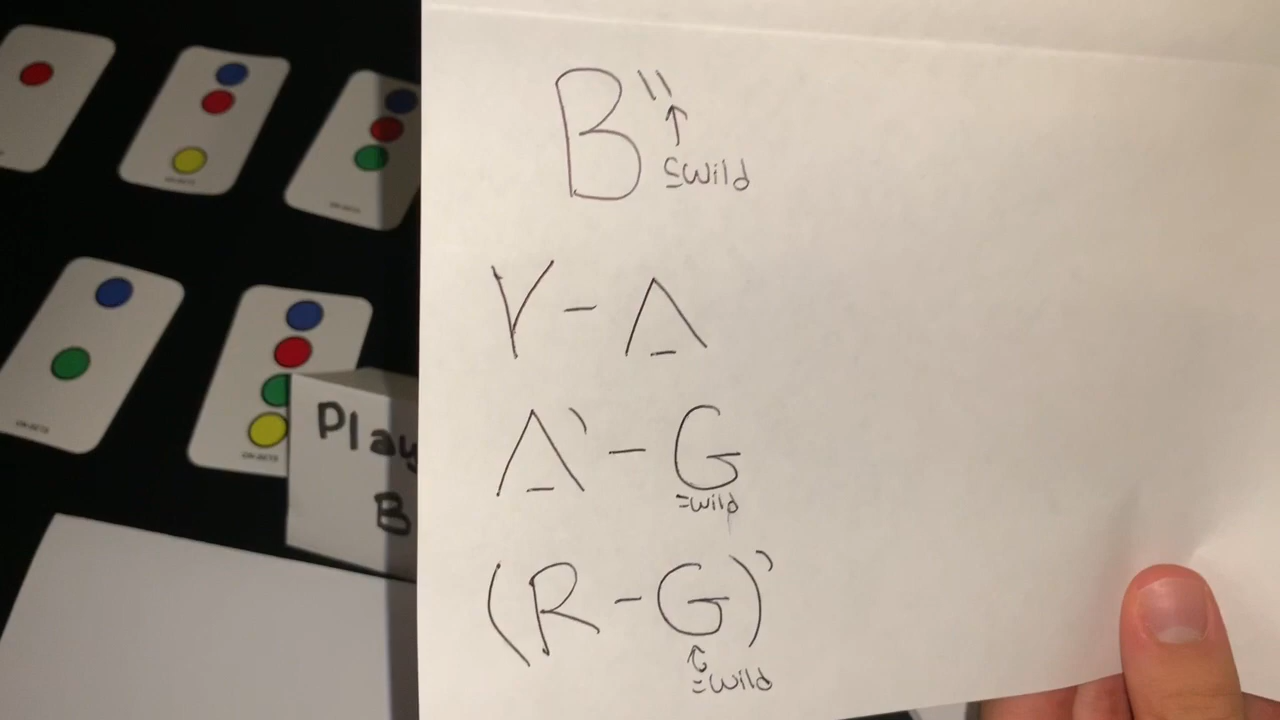 B''
=wild
V - Λ
Λ' - G
=wild
(R - G)'
=wild
Play
B